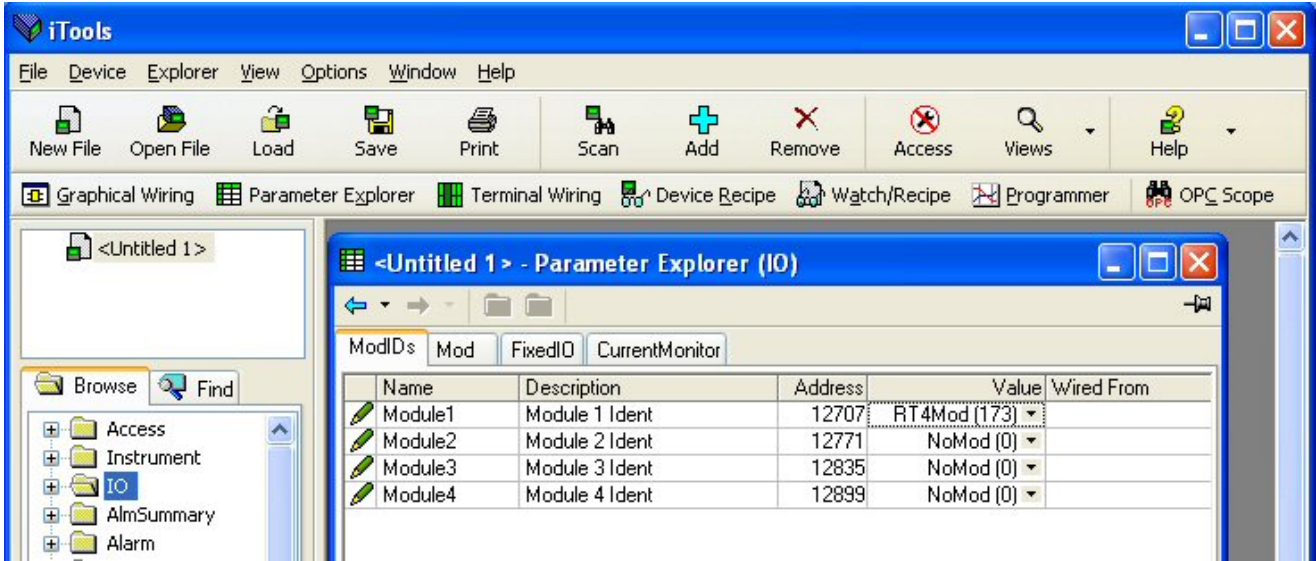 iTools
File Device Explorer View Options Window Help
New File Open File Load Save Print Scan Add Remove Access Views Help
Graphical Wiring Parameter Explorer Terminal Wiring Device Recipe Watch/Recipe Programmer OPC Scope
<Untitled 1>
<Untitled 1> - Parameter Explorer (IO)
ModIDs Mod FixedIO CurrentMonitor
Browse Find
Name Description Address Value Wired From
Module1 Module 1 Ident 12707 RT4Mod (173)
Module2 Module 2 Ident 12771 NoMod (0)
Module3 Module 3 Ident 12835 NoMod (0)
Module4 Module 4 Ident 12899 NoMod (0)
Access
Instrument
IO
AlmSummary
Alarm